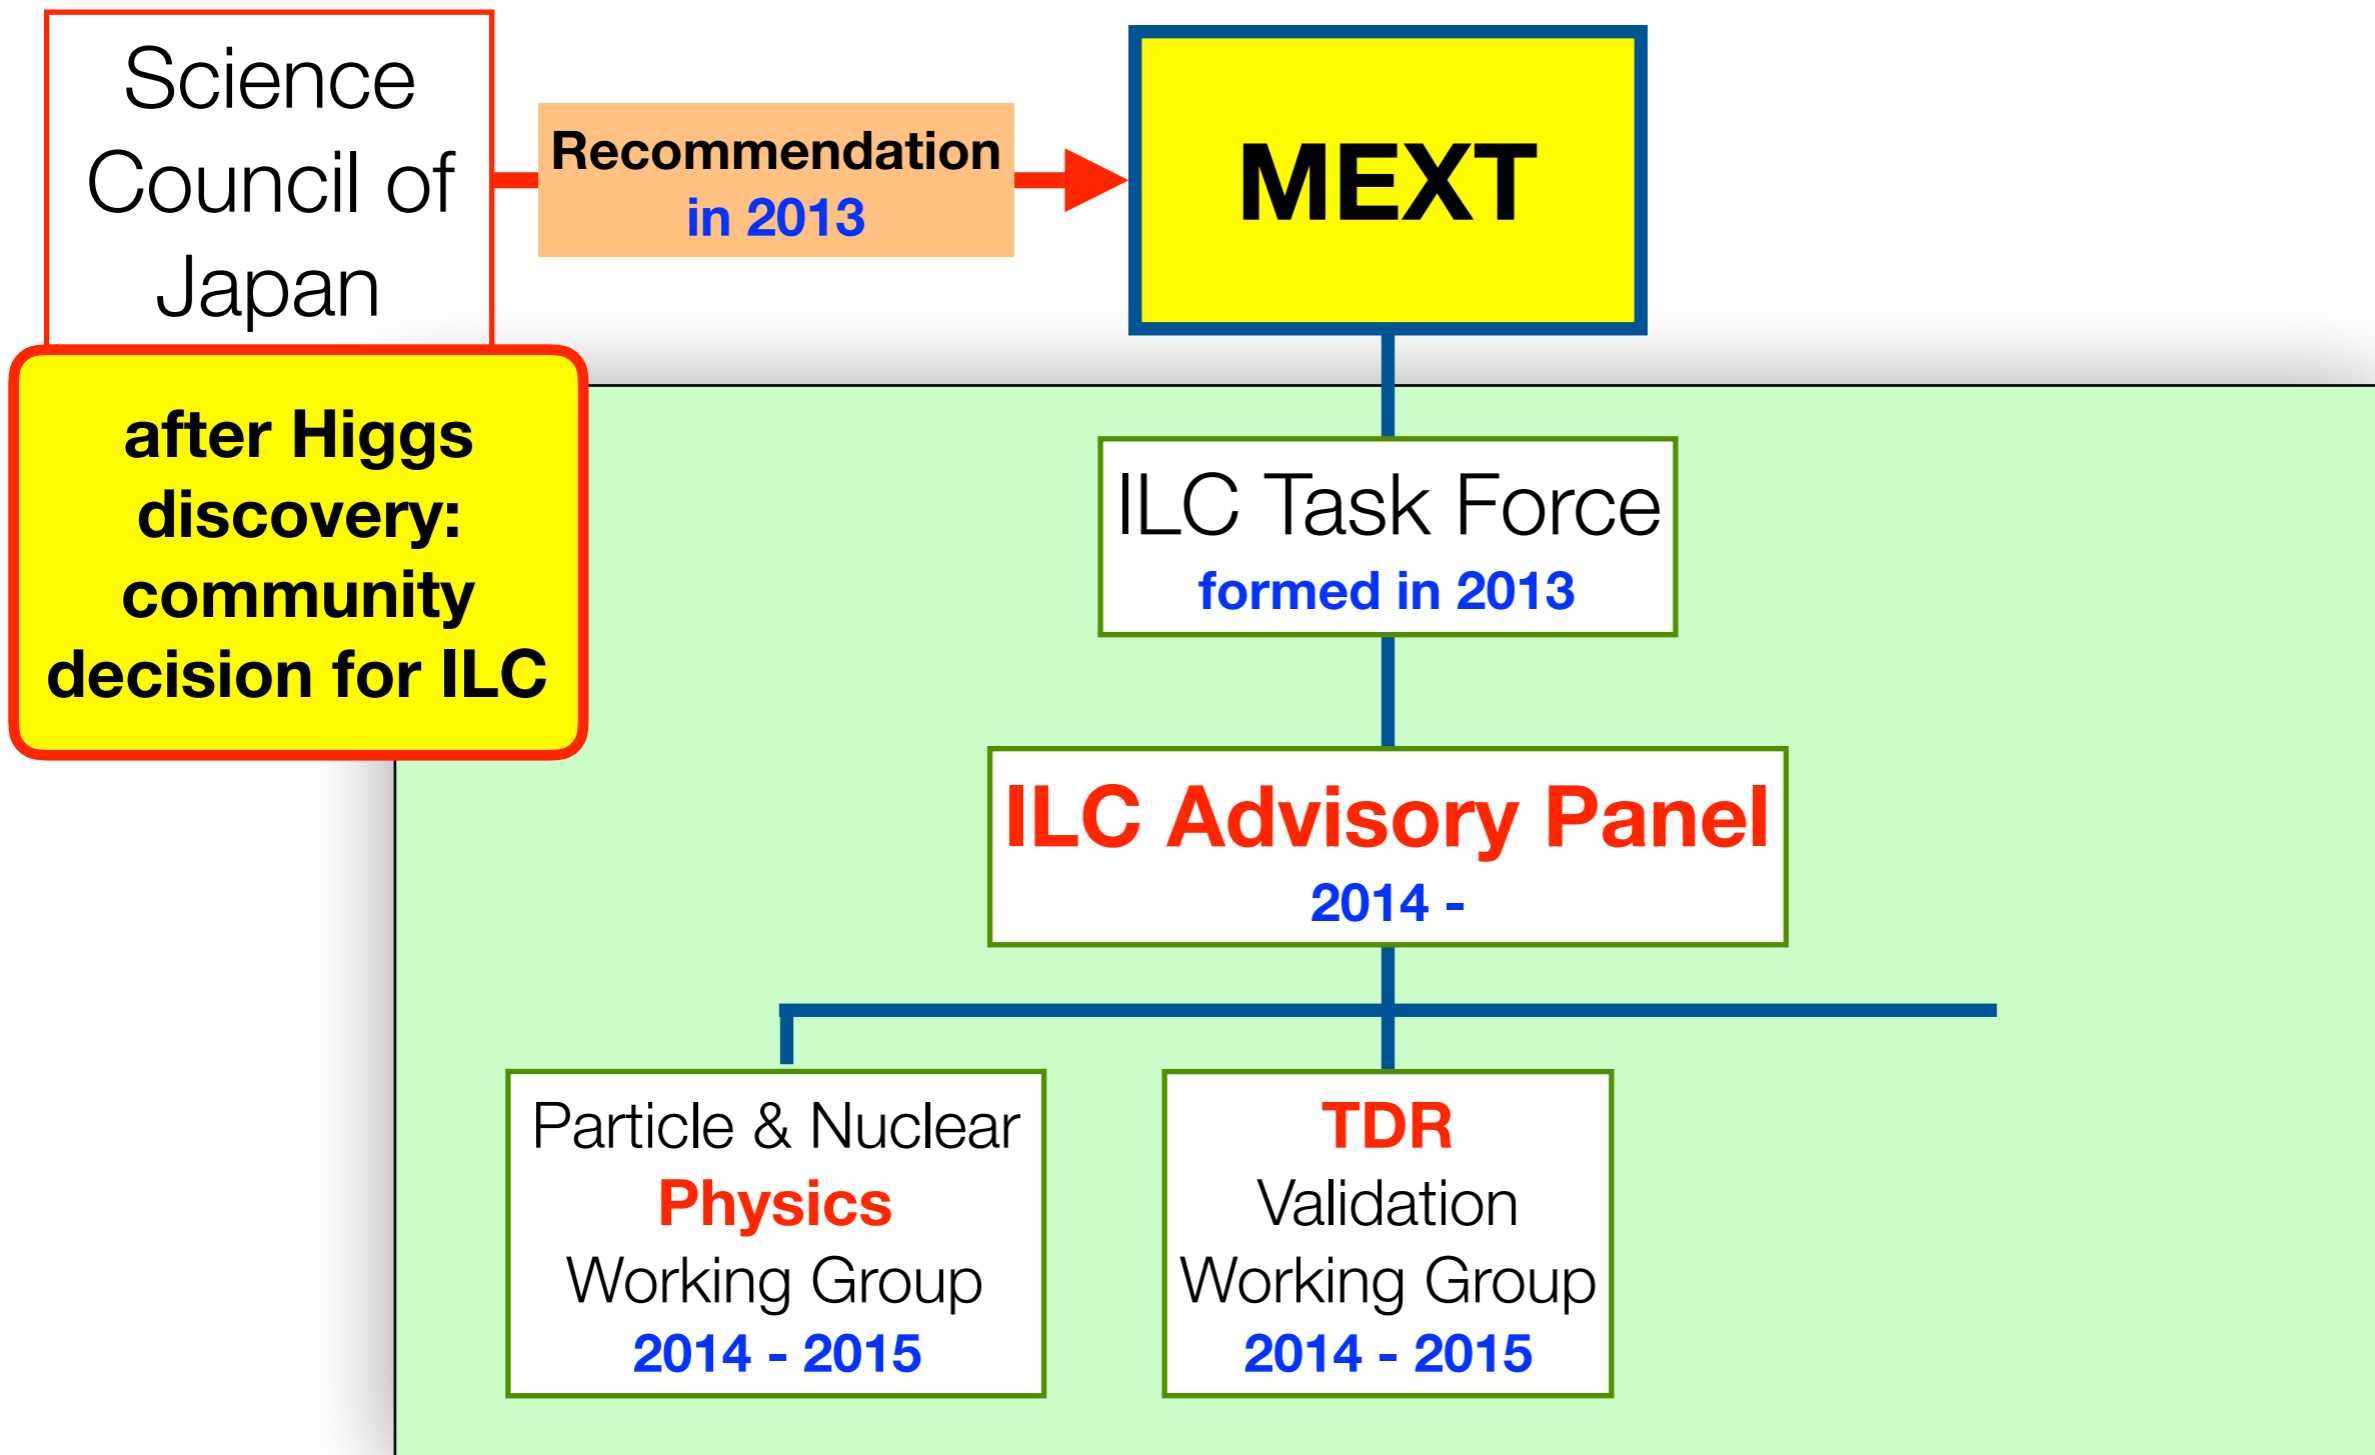 Science
Council of
Japan
Recommendation
in 2013
MEXT
after Higgs
discovery:
community
decision for ILC
ILC Task Force
formed in 2013
ILC Advisory Panel
2014 -
Particle & Nuclear
Physics
Working Group
2014 - 2015
TDR
Validation
Working Group
2014 - 2015